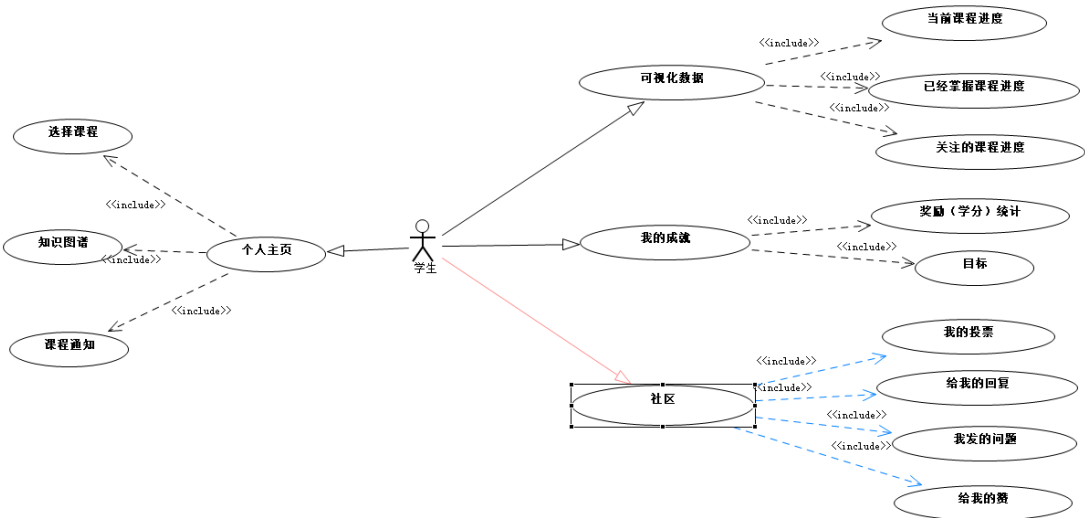 当前课程进度
<<include>>
可视化数据
<<include>>
已经掌握课程进度
<<include>>
关注的课程进度
选择课程
<<include>>
知识图谱
<<include>>
个人主页
<<include>>
课程通知
学生
我的成就
<<include>>
奖励（学分）统计
<<include>>
目标
社区
<<include>>
我的投票
<<include>>
给我的回复
<<include>>
我发的问题
<<include>>
给我的赞